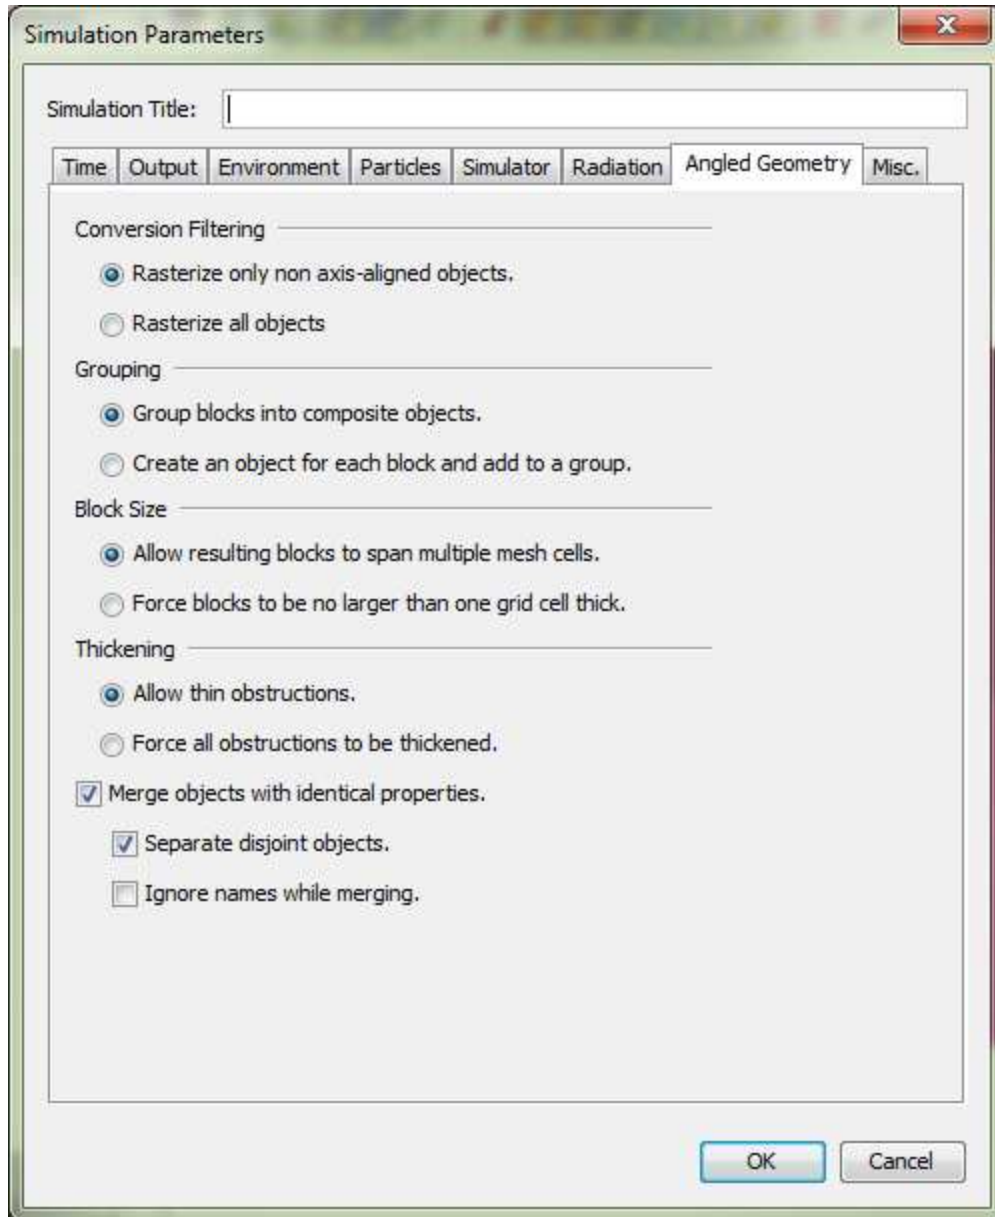 Simulation Parameters
Simulation Title:
Time Output Environment Particles Simulator Radiation Angled Geometry Misc.
Conversion Filtering
Rasterize only non axis-aligned objects.
Rasterize all objects
Grouping
Group blocks into composite objects.
Create an object for each block and add to a group.
Block Size
Allow resulting blocks to span multiple mesh cells.
Force blocks to be no larger than one grid cell thick.
Thickening
Allow thin obstructions.
Force all obstructions to be thickened.
Merge objects with identical properties.
Separate disjoint objects.
Ignore names while merging.
OK Cancel